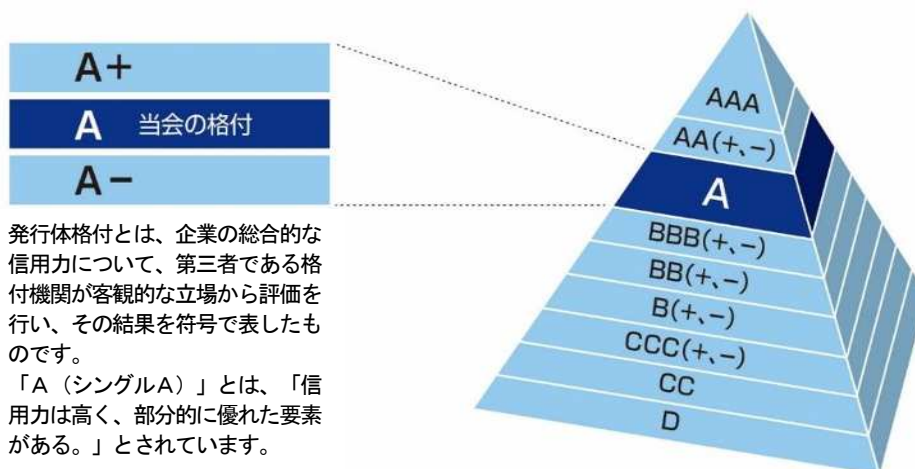 A+
A 当会の格付
A−
発行体格付とは、企業の総合的な
信用力について、第三者である格
付機関が客観的な立場から評価を
行い、その結果を符号で表したも
のです。
「A（シングルA）」とは、「信
用力は高く、部分的に優れた要素
がある。」とされています。
AAA
AA(+、−)
A
BBB(+、−)
BB(+、−)
B(+、−)
CCC(+、−)
CC
D